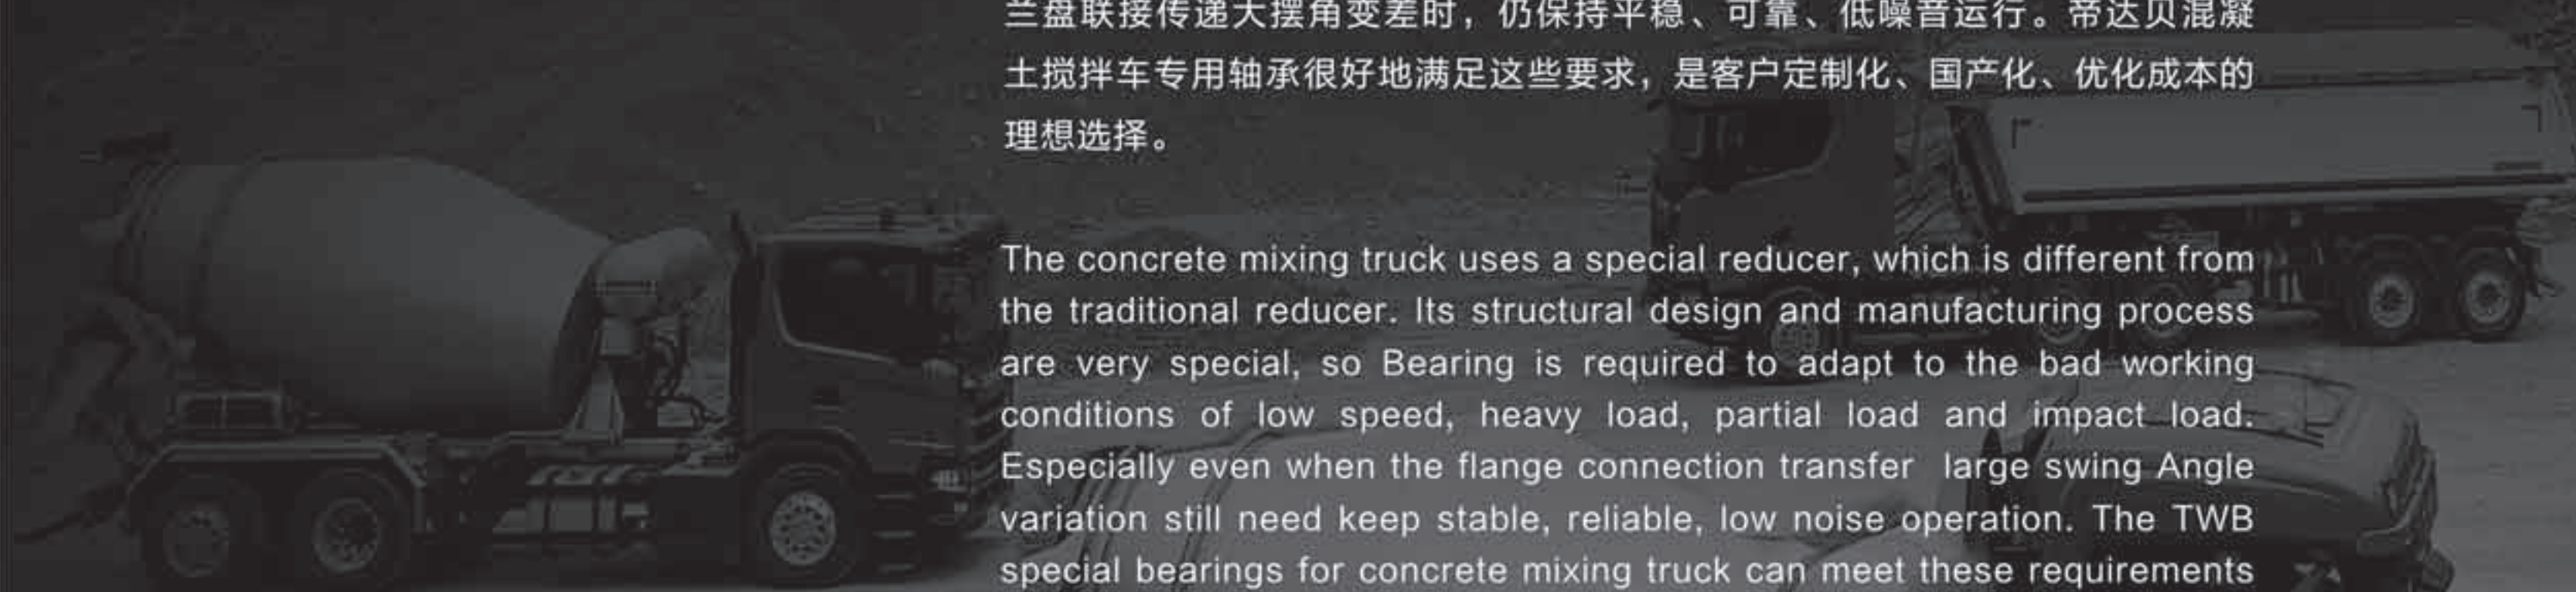 兰盘联接传递大摆角变差时，仍保持平稳、可靠、低噪音运行。帝达贝混凝
土搅拌车专用轴承很好地满足这些要求，是客户定制化、国产化、优化成本的
理想选择。
The concrete mixing truck uses a special reducer, which is different from
the traditional reducer. Its structural design and manufacturing process
are very special, so Bearing is required to adapt to the bad working
conditions of low speed, heavy load, partial load and impact load.
Especially even when the flange connection transfer large swing Angle
variation still need keep stable, reliable, low noise operation. The TWB
special bearings for concrete mixing truck can meet these requirements